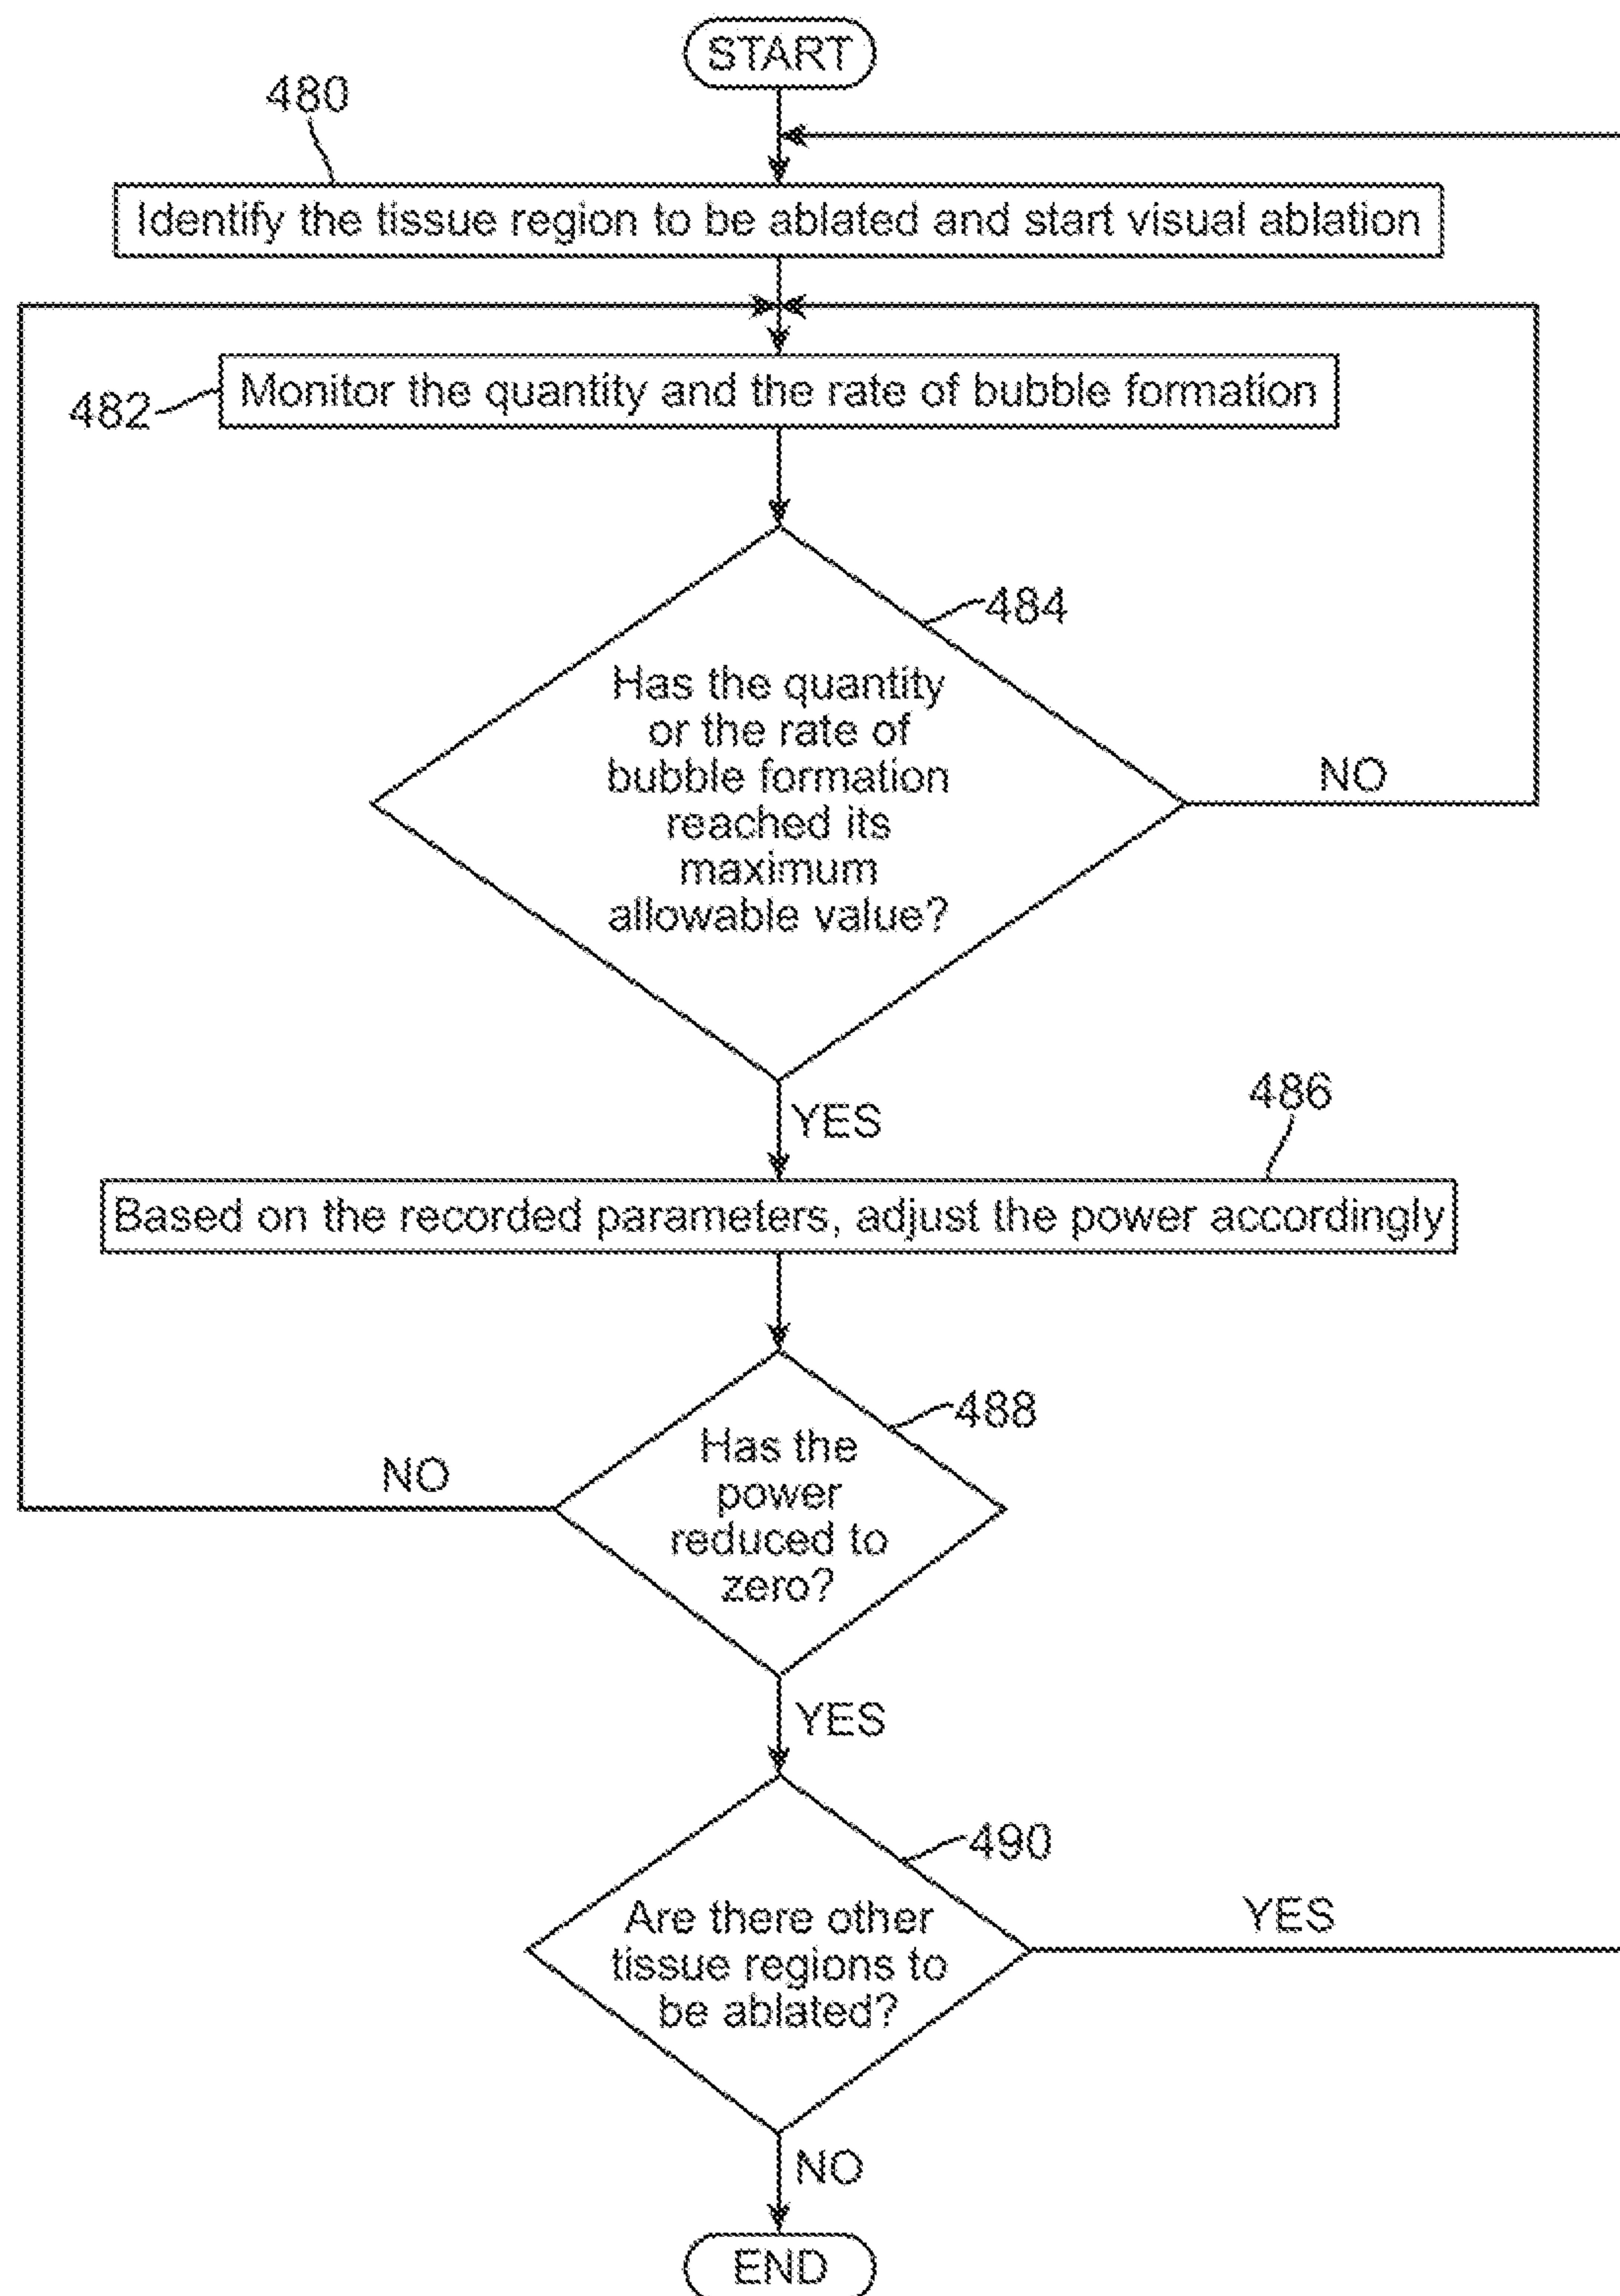 START
480
Identify the tissue region to be ablated and start visual ablation
482
Monitor the quantity and the rate of bubble formation
484
Has the quantity
or the rate of
bubble formation
reached its
maximum
allowable value?
NO
YES
486
Based on the recorded parameters, adjust the power accordingly
488
Has the
power
reduced to
zero?
NO
YES
490
Are there other
tissue regions to
be ablated?
YES
NO
END